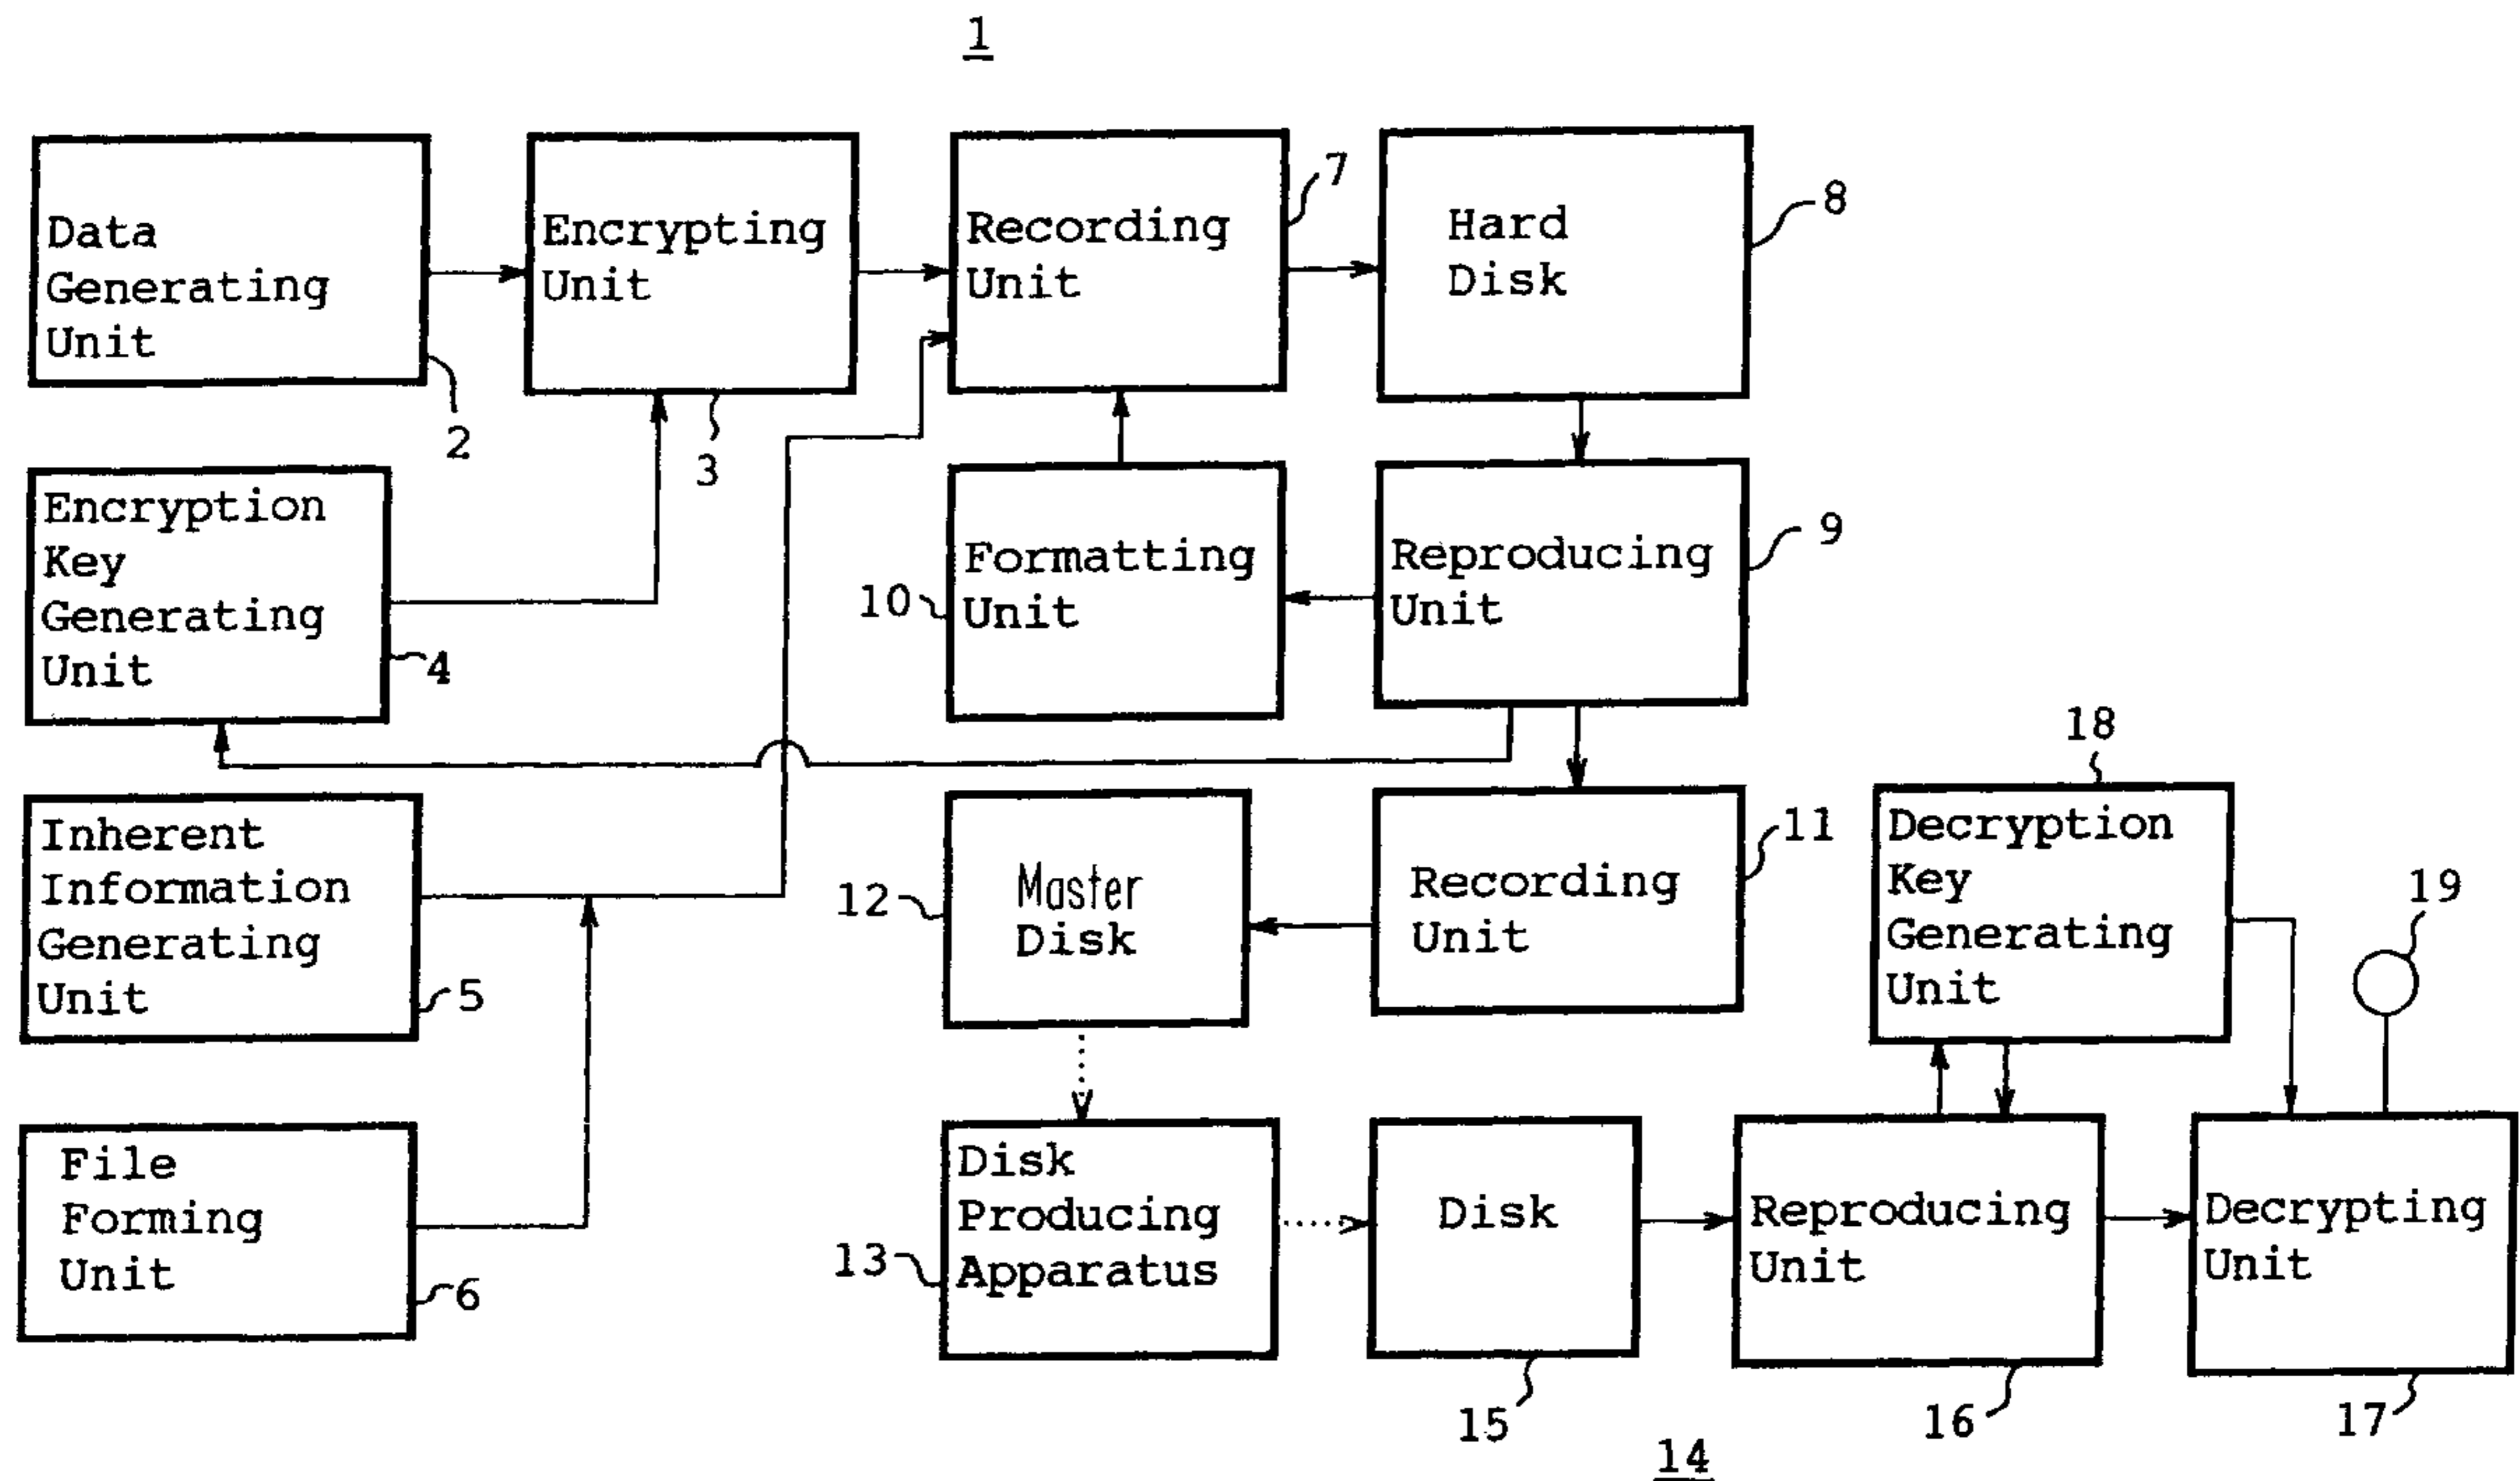 1
Data
Generating
Unit
2
Encrypting
Unit
3
Recording
Unit
7
Hard
Disk
8
Encryption
Key
Generating
Unit
4
Formatting
Unit
10
Reproducing
Unit
9
Inherent
Information
Generating
Unit
5
Master
Disk
12
Recording
Unit
11
Decryption
Key
Generating
Unit
18
19
File
Forming
Unit
6
Disk
Producing
Apparatus
13
Disk
15
Reproducing
Unit
16
Decrypting
Unit
17
14